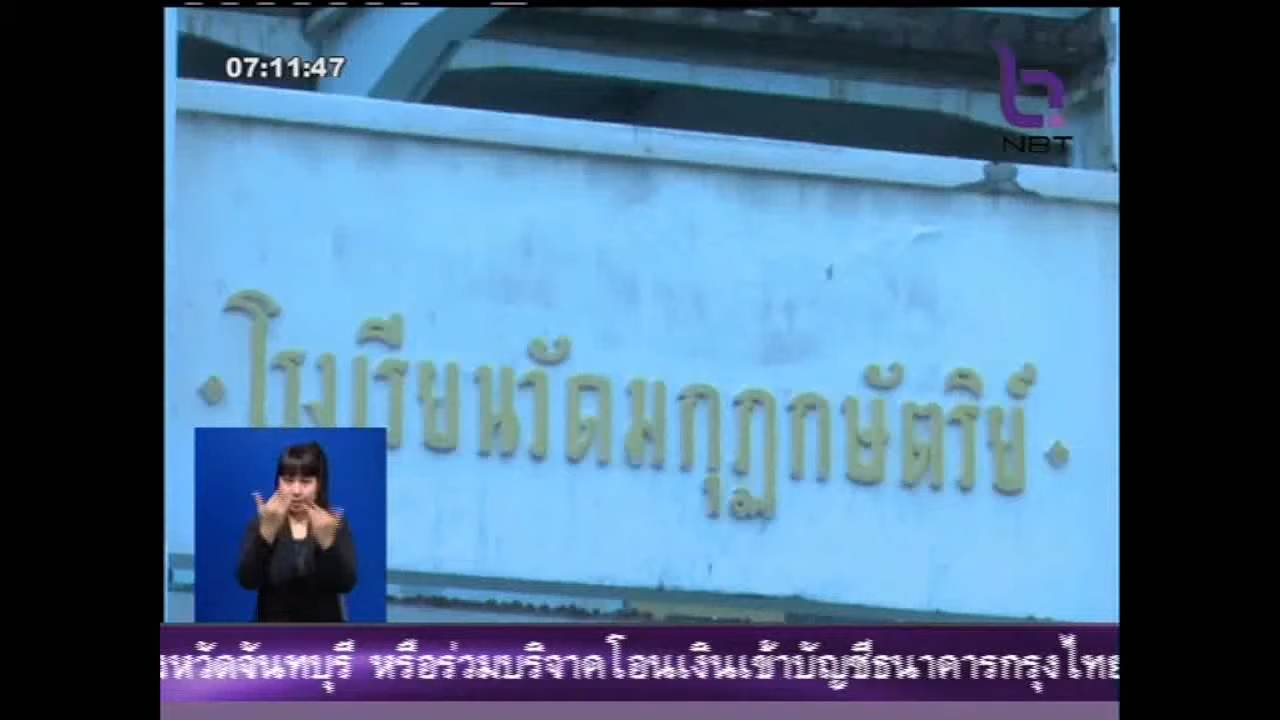 07:11:47
NBT
โรงเรียนวัดมกุฏกษัตริย์
งหวัดจันทบุรี หรือร่วมบริจาคโอนเงินเข้าบัญชีธนาคารกรุงไทย